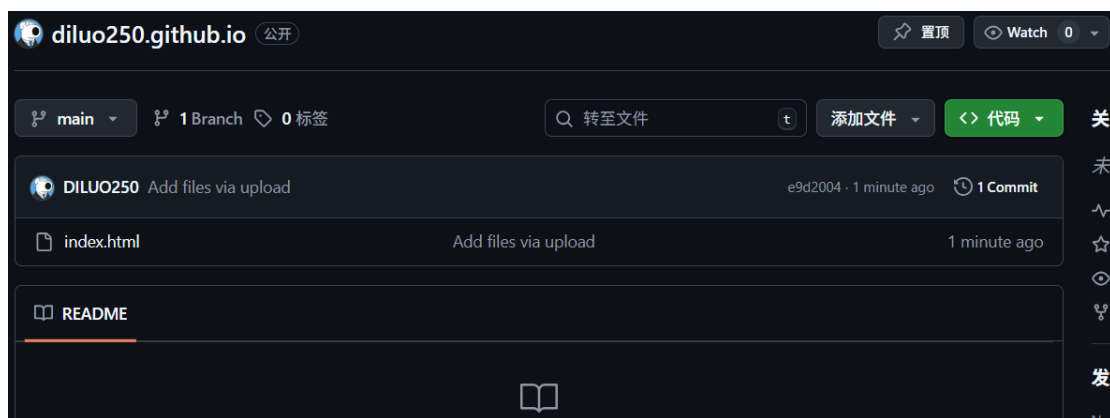 diluo250.github.io 公开 置顶 Watch 0
main 1 Branch 0 标签 转至文件 t 添加文件 代码
关
DILUO250 Add files via upload e9d2004 · 1 minute ago 1 Commit
index.html Add files via upload 1 minute ago
README
发